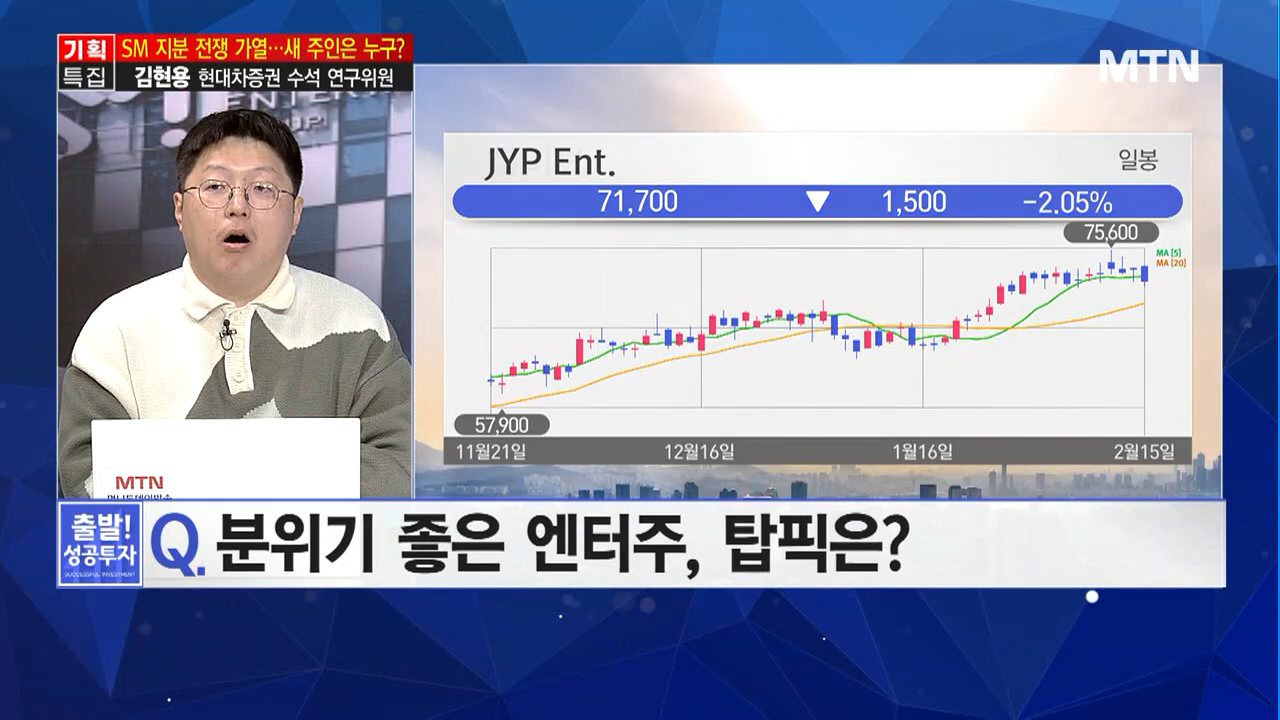 기획
특집
SM 지분 전쟁 가열…새 주인은 누구?
김현용 현대차증권 수석 연구위원
MTN
JYP Ent.
일봉
71,700 ▼ 1,500 -2.05%
75,600
MA [5]
MA [20]
57,900
11월21일 12월16일 1월16일 2월15일
MTN
출발!
성공투자
SUCCESSFUL INVESTMENT
Q. 분위기 좋은 엔터주, 탑픽은?